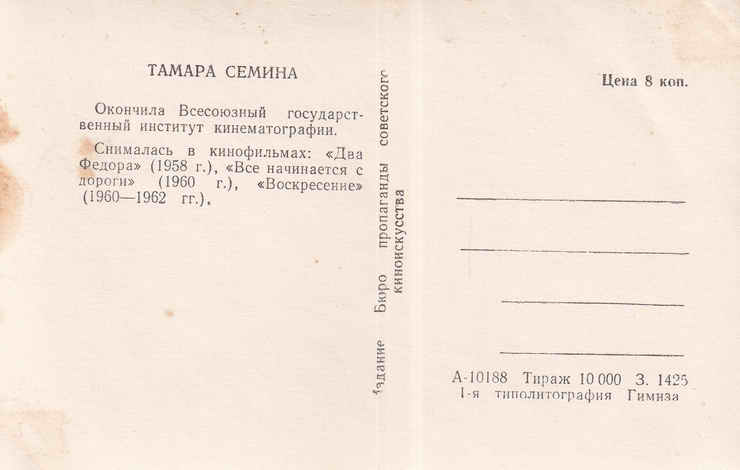 ТАМАРА СЕМИНА
Окончила Всесоюзный государст-
венный институт кинематографии.
Снималась в кинофильмах: «Два
Федора» (1958 г.), «Все начинается с
дороги» (1960 г.), «Воскресение»
(1960—1962 гг.),
Издание Бюро пропаганды советского
киноискусства
Цена 8 коп.
А-10188 Тираж 10 000 З. 1425
1-я типолитография Гимиза